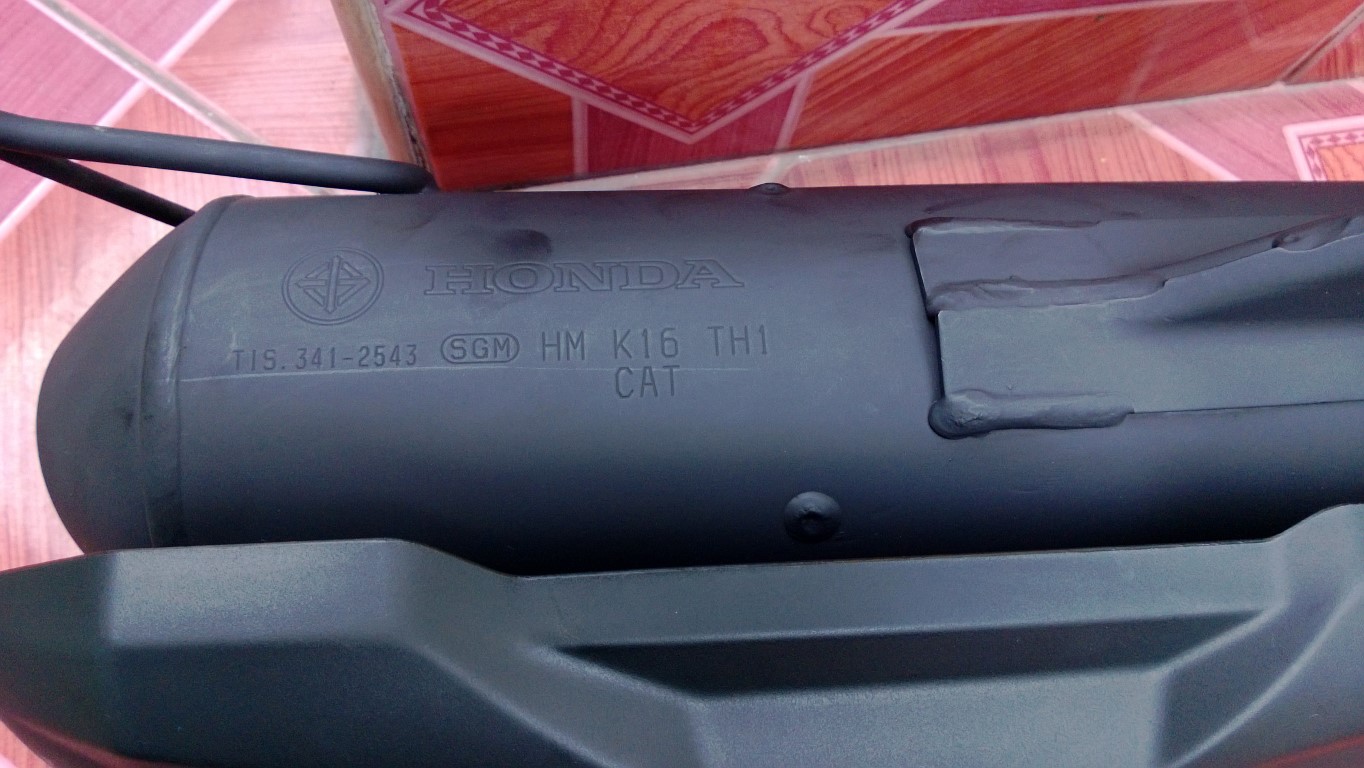 HONDA
TIS.341-2543 SGM HM K16 TH1
CAT